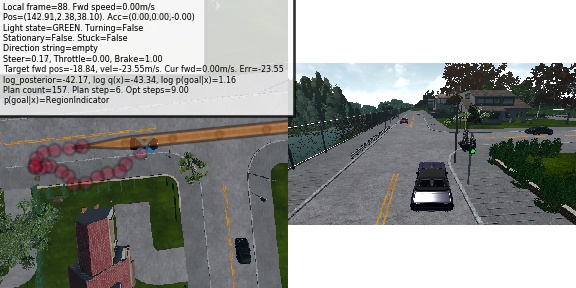 Local frame=88. Fwd speed=0.00m/s
Pos=(142.91,2.38,38.10). Acc=(0.00,0.00,-0.00)
Light state=GREEN. Turning=False
Stationary=False. Stuck=False
Direction string=empty
Steer=0.17, Throttle=0.00, Brake=1.00
Target fwd pos=-18.84, vel=-23.55m/s. Cur fwd=0.00m/s. Err=-23.55
log_posterior=-42.17, log q(x)=-43.34, log p(goal|x)=1.16
Plan count=157. Plan step=6. Opt steps=9.00
p(goal|x)=RegionIndicator